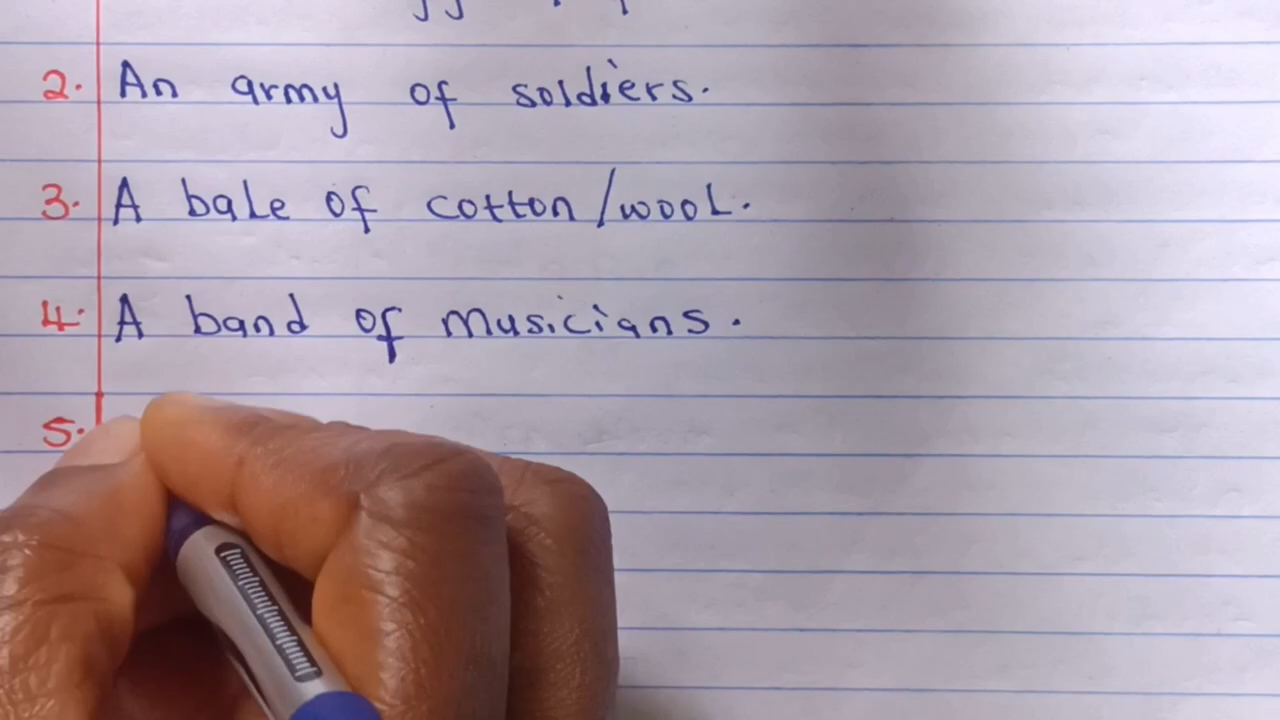 2. An army of soldiers.
3. A bale of cotton/wool.
4. A band of musicians.
5.